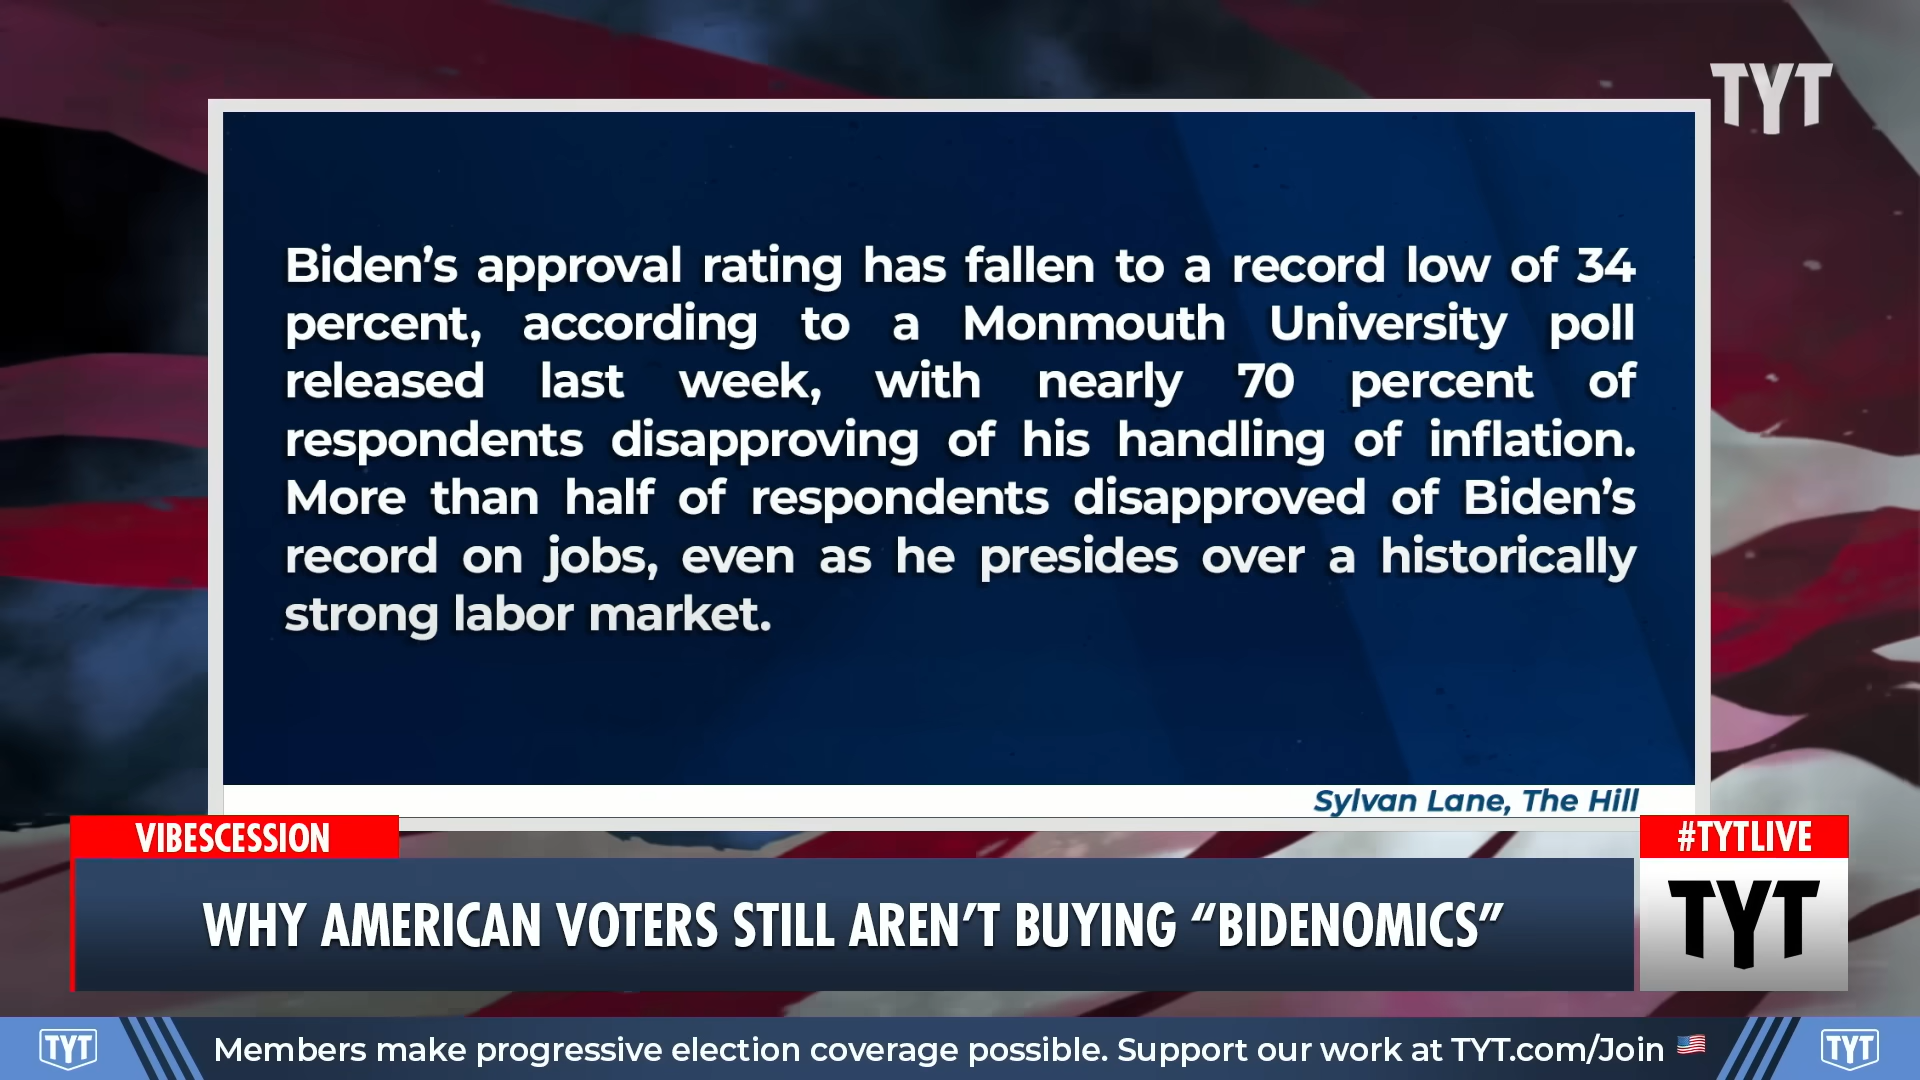 TYT
Biden’s approval rating has fallen to a record low of 34
percent, according to a Monmouth University poll
released last week, with nearly 70 percent of
respondents disapproving of his handling of inflation.
More than half of respondents disapproved of Biden’s
record on jobs, even as he presides over a historically
strong labor market.
Sylvan Lane, The Hill
VIBESCESSION
#TYTLIVE
WHY AMERICAN VOTERS STILL AREN’T BUYING “BIDENOMICS”
TYT
TYT
Members make progressive election coverage possible. Support our work at TYT.com/Join 🇺🇸
TYT